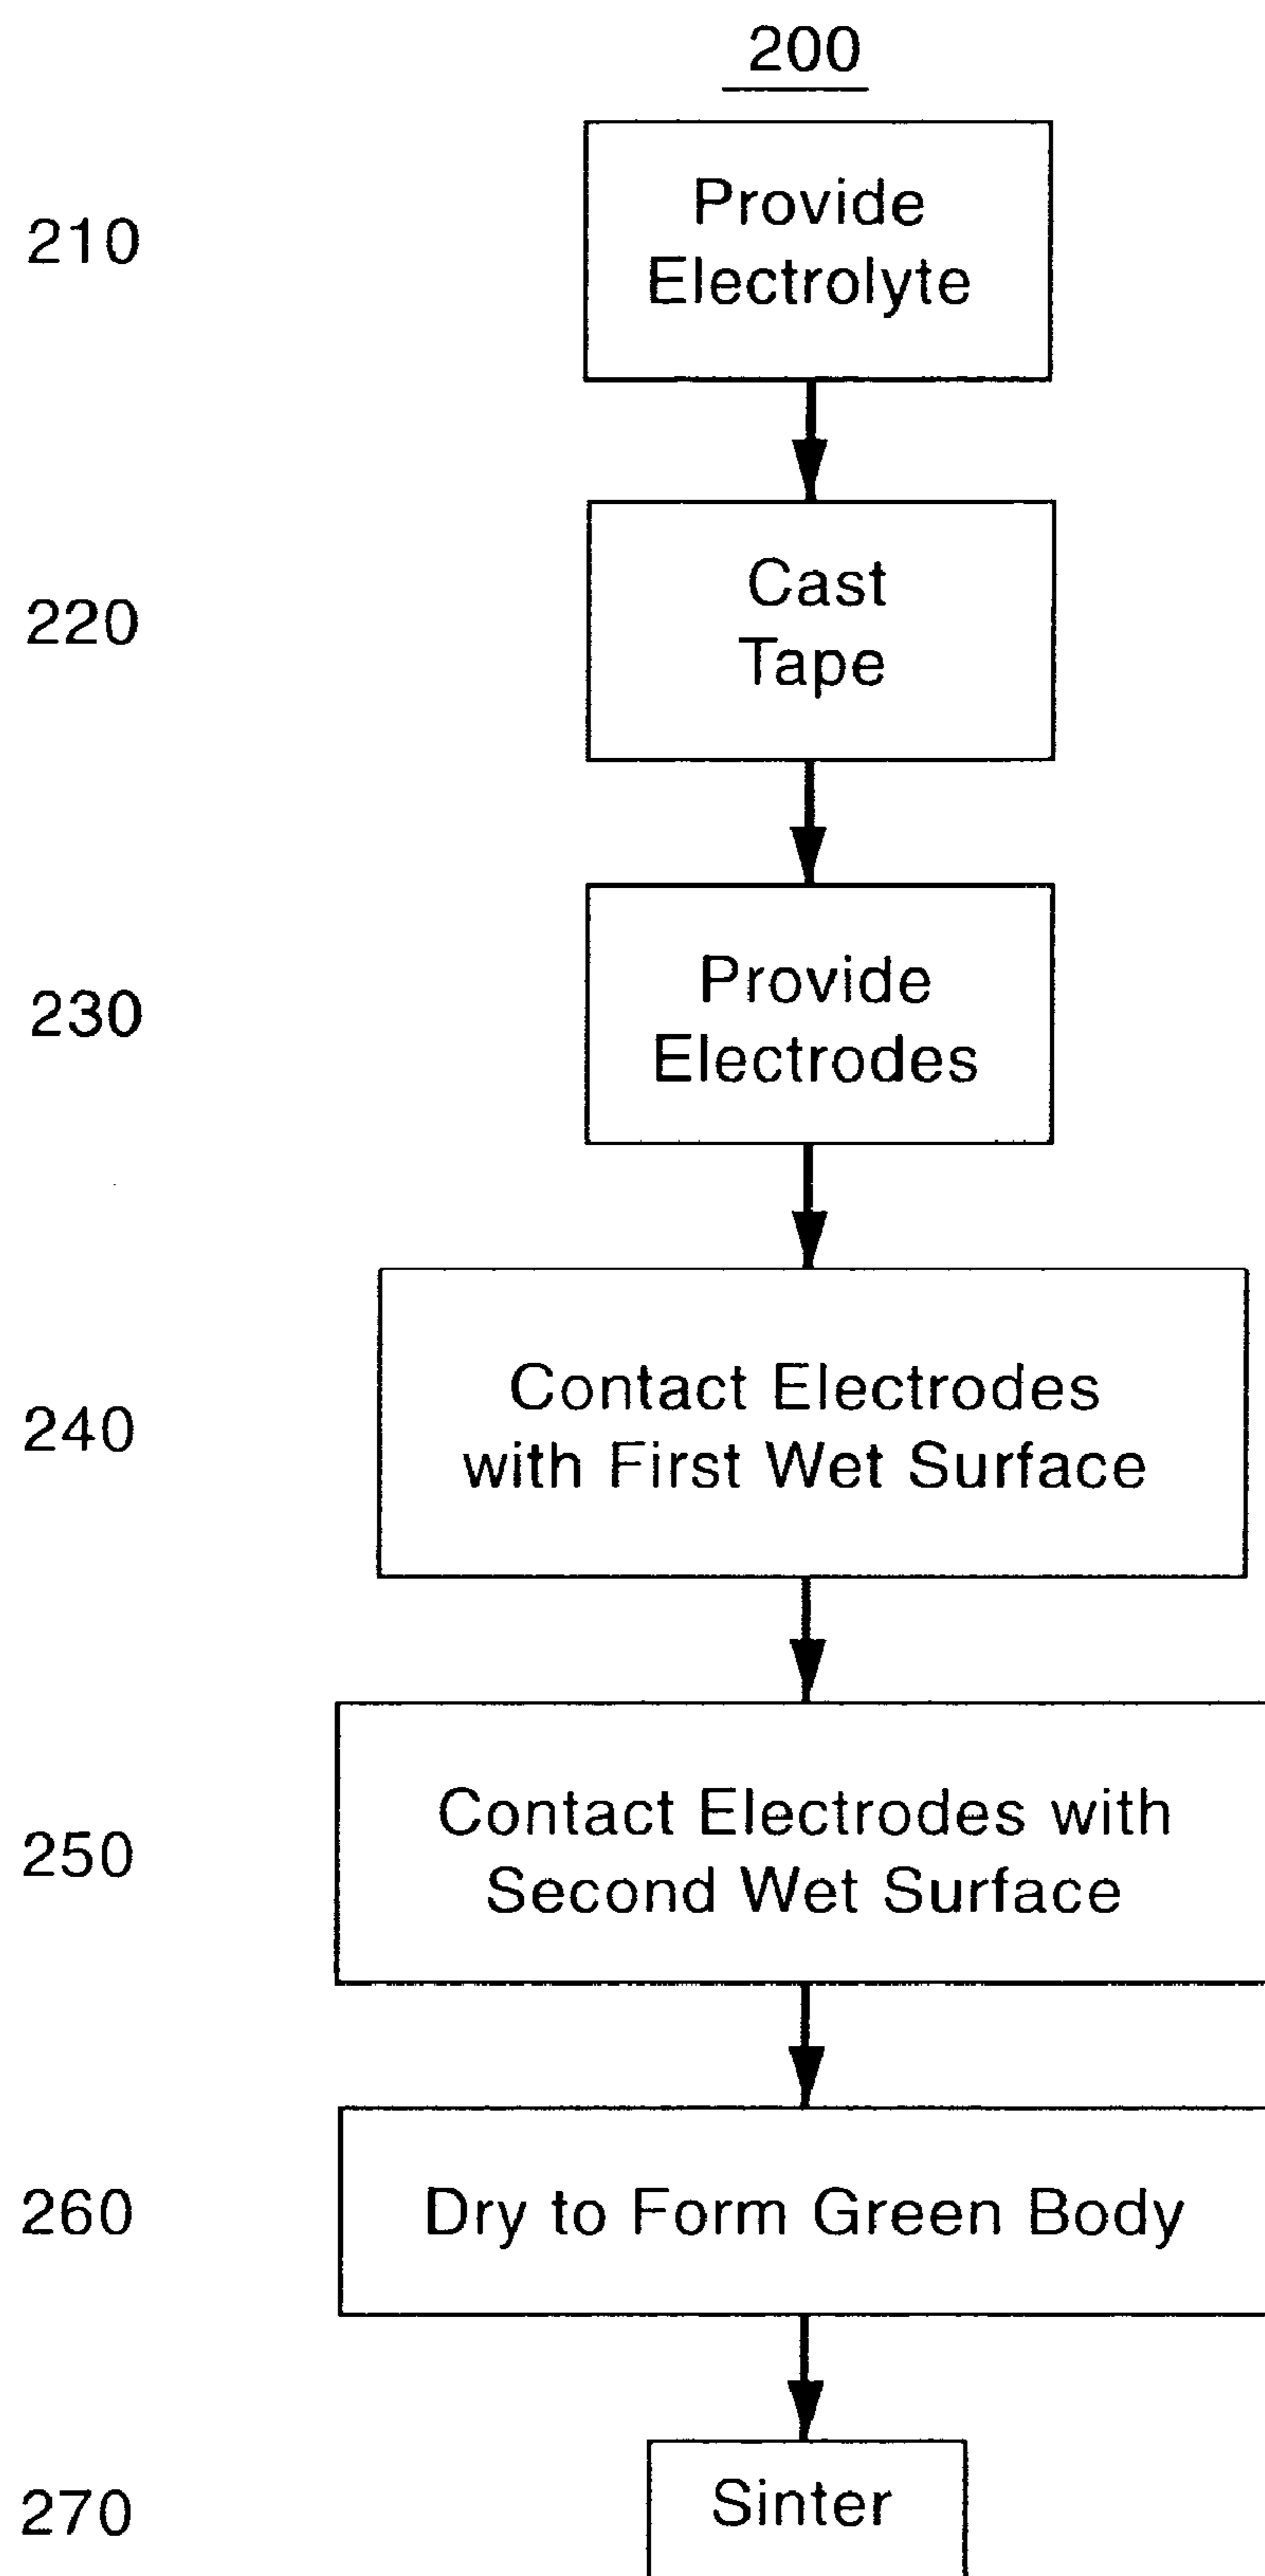 200
210
Provide
Electrolyte
220
Cast
Tape
230
Provide
Electrodes
240
Contact Electrodes
with First Wet Surface
250
Contact Electrodes with
Second Wet Surface
260
Dry to Form Green Body
270
Sinter